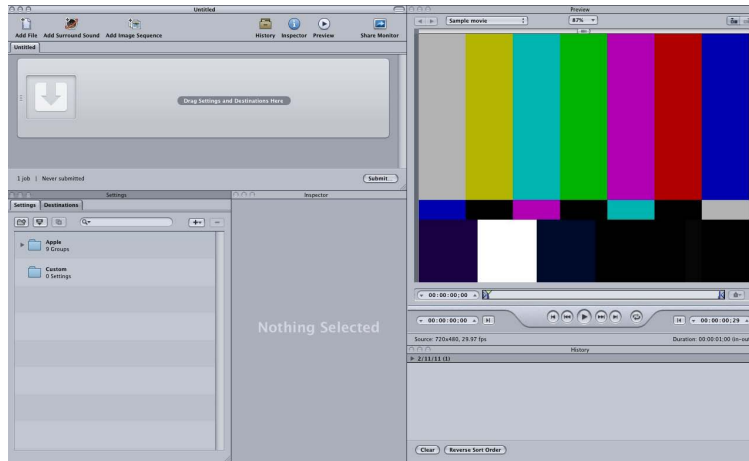 Untitled
Add File Add Surround Sound Add Image Sequence History Inspector Preview Share Monitor
Untitled
Drag Settings and Destinations Here
1 job | Never submitted Submit...
Settings
Settings Destinations
Apple
9 Groups
Custom
0 Settings
Inspector
Nothing Selected
Preview
Sample movie 87%
00:00:00;00
00:00:00;00 00:00:00;29
Source: 720x480, 29.97 fps Duration: 00:00:01;00 (in-out
History
2/11/11 (1)
Clear Reverse Sort Order